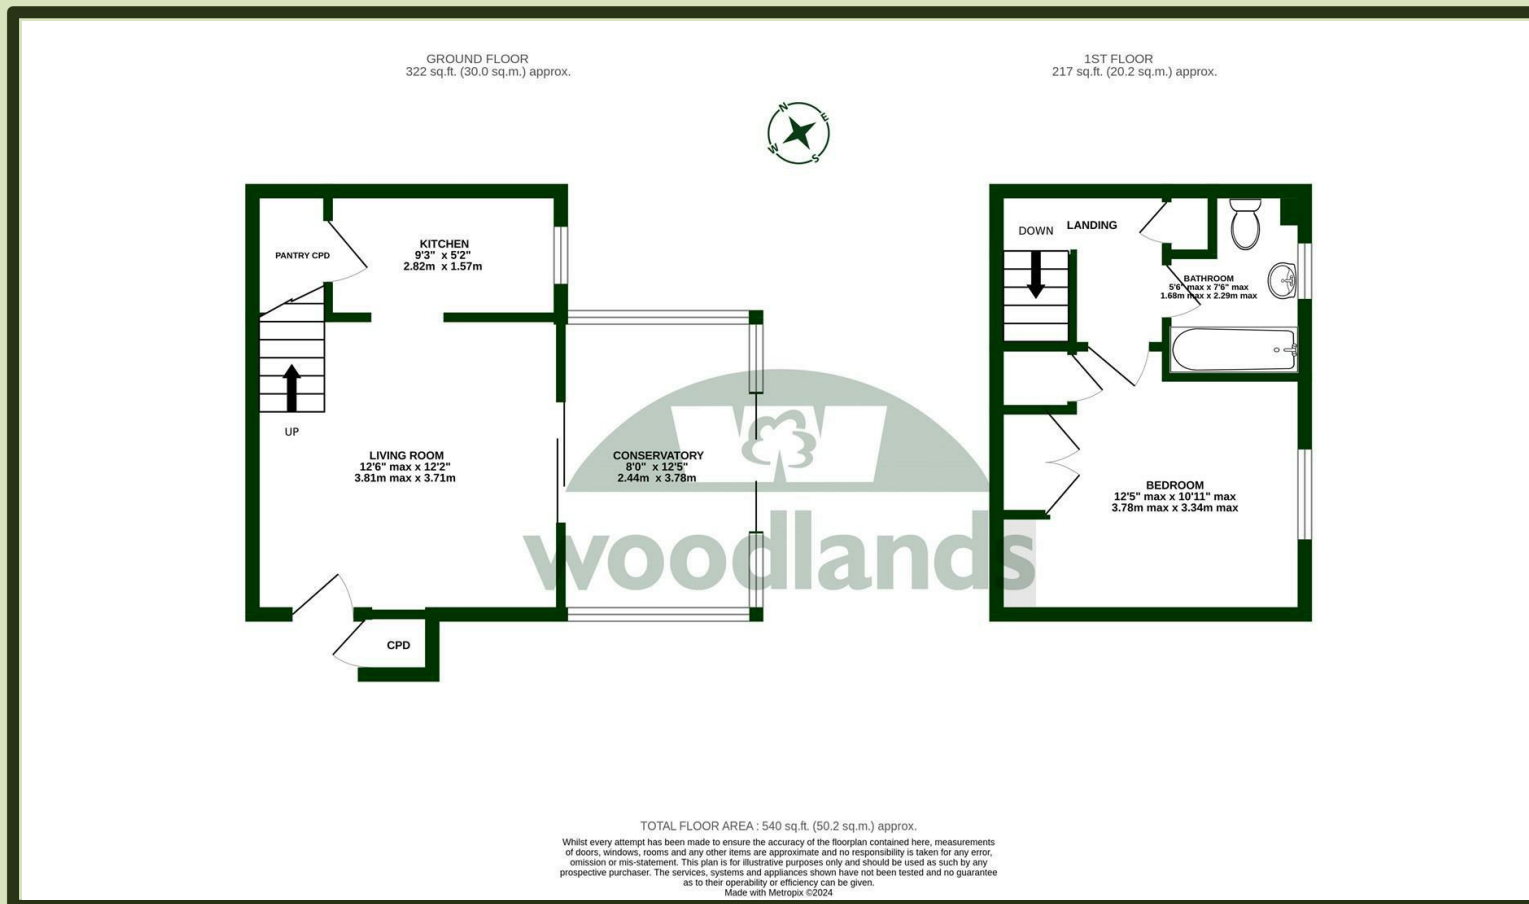 GROUND FLOOR
322 sq.ft. (30.0 sq.m.) approx.
1ST FLOOR
217 sq.ft. (20.2 sq.m.) approx.
N
E
S
W
PANTRY CPD
KITCHEN
9'3" x 5'2"
2.82m x 1.57m
UP
LIVING ROOM
12'6" max x 12'2"
3.81m max x 3.71m
CONSERVATORY
8'0" x 12'5"
2.44m x 3.78m
CPD
DOWN
LANDING
BATHROOM
5'6" max x 7'6" max
1.68m max x 2.29m max
BEDROOM
12'5" max x 10'11" max
3.78m max x 3.34m max
W
woodlands
TOTAL FLOOR AREA : 540 sq.ft. (50.2 sq.m.) approx.
Whilst every attempt has been made to ensure the accuracy of the floorplan contained here, measurements
of doors, windows, rooms and any other items are approximate and no responsibility is taken for any error,
omission or mis-statement. This plan is for illustrative purposes only and should be used as such by any
prospective purchaser. The services, systems and appliances shown have not been tested and no guarantee
as to their operability or efficiency can be given.
Made with Metropix ©2024